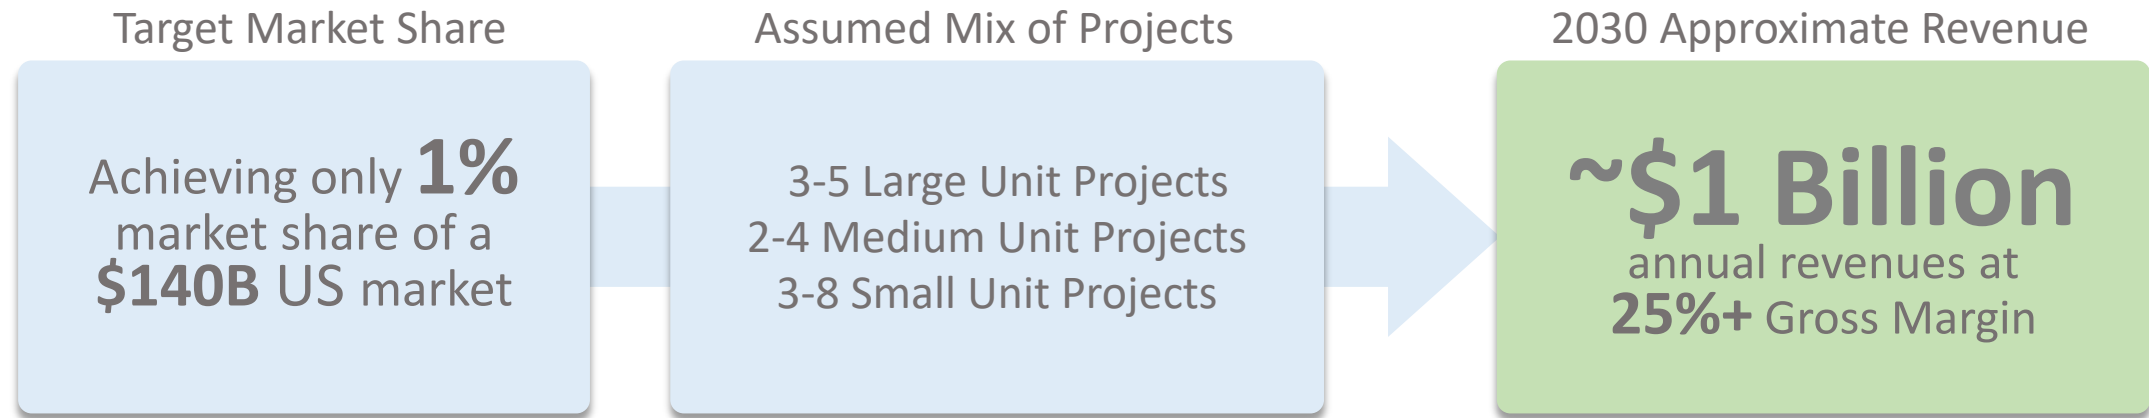 Target Market Share
Achieving only 1%
market share of a
$140B US market
Assumed Mix of Projects
3-5 Large Unit Projects
2-4 Medium Unit Projects
3-8 Small Unit Projects
2030 Approximate Revenue
~$1 Billion
annual revenues at
25%+ Gross Margin